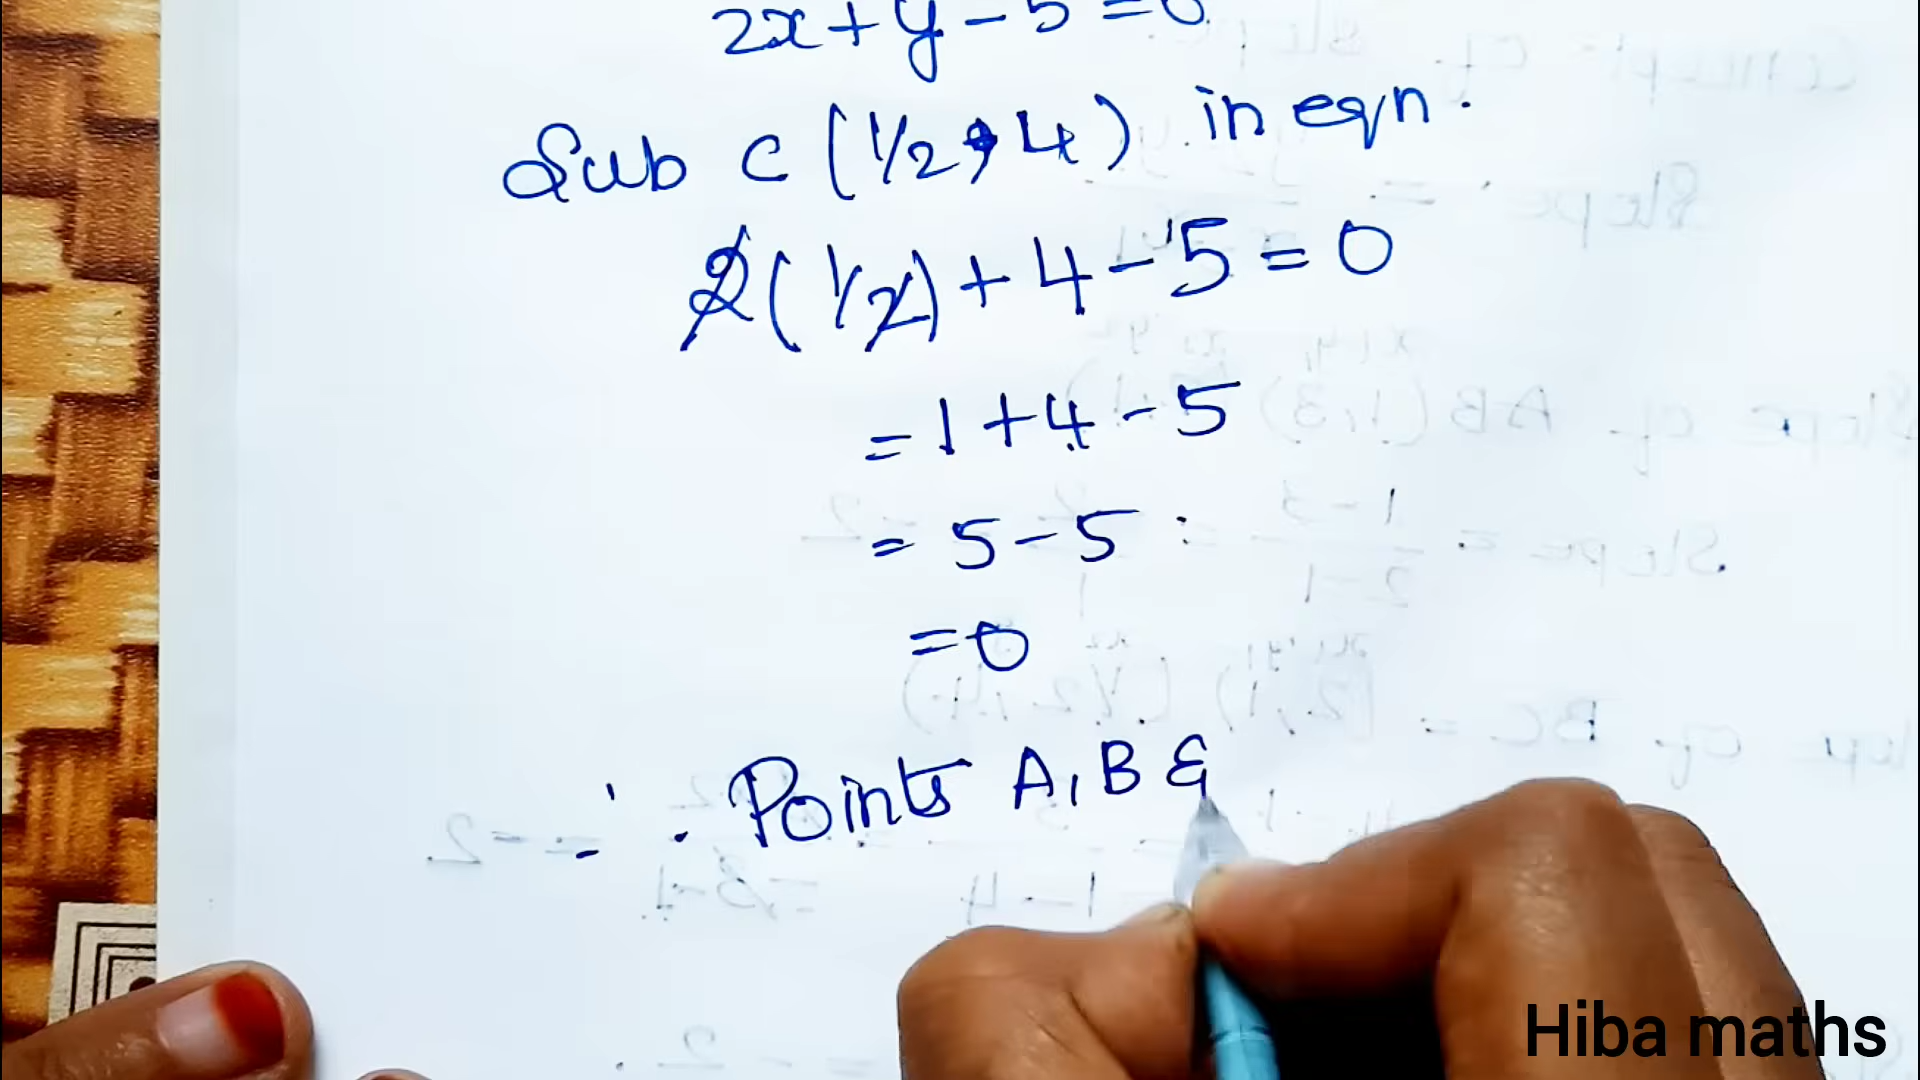 2x + y - 5 = 0
Sub C (1/2, 4) in eqn.
2(1/2) + 4 - 5 = 0
= 1 + 4 - 5
= 5 - 5
= 0
∴ Points A, B &
Hiba maths